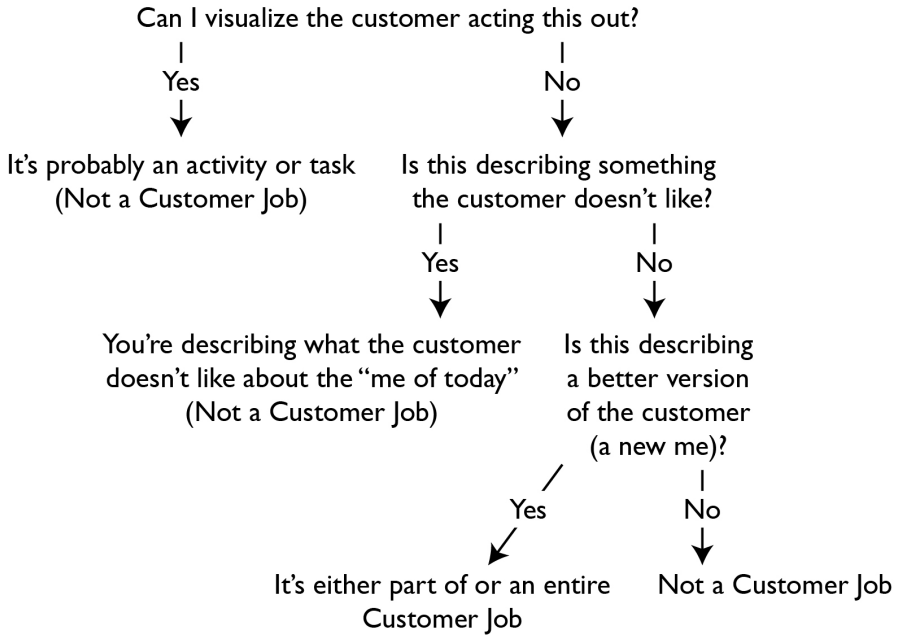 Can I visualize the customer acting this out?
Yes
No
It’s probably an activity or task
(Not a Customer Job)
Is this describing something
the customer doesn’t like?
Yes
No
You’re describing what the customer
doesn’t like about the “me of today”
(Not a Customer Job)
Is this describing
a better version
of the customer
(a new me)?
Yes
No
It’s either part of or an entire
Customer Job
Not a Customer Job